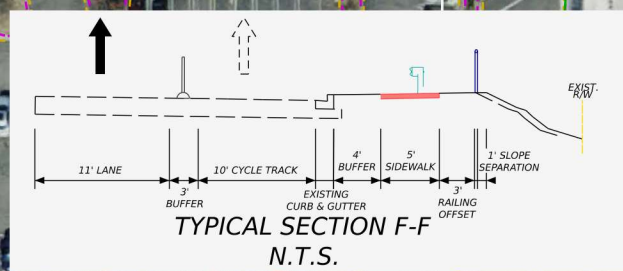 EXIST.
R/W
11' LANE
3'
BUFFER
10' CYCLE TRACK
EXISTING
CURB & GUTTER
4'
BUFFER
5'
SIDEWALK
3'
RAILING
OFFSET
1' SLOPE
SEPARATION
TYPICAL SECTION F-F
N.T.S.